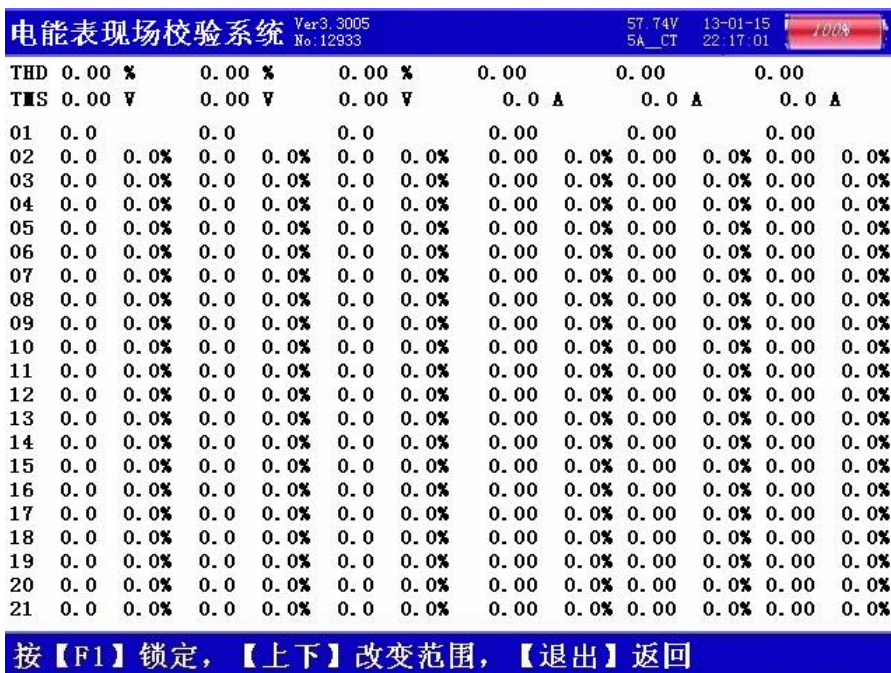 电能表现场校验系统 Ver3.3005 57.74V 13-01-15 100%
No:12933 5A__CT 22:17:01
THD 0.00 % 0.00 % 0.00 % 0.00 0.00 0.00
TMS 0.00 V 0.00 V 0.00 V 0.0 A 0.0 A 0.0 A
01 0.0 0.0 0.0 0.00 0.00 0.00
02 0.0 0.0% 0.0 0.0% 0.0 0.0% 0.00 0.0% 0.00 0.0% 0.00 0.0%
03 0.0 0.0% 0.0 0.0% 0.0 0.0% 0.00 0.0% 0.00 0.0% 0.00 0.0%
04 0.0 0.0% 0.0 0.0% 0.0 0.0% 0.00 0.0% 0.00 0.0% 0.00 0.0%
05 0.0 0.0% 0.0 0.0% 0.0 0.0% 0.00 0.0% 0.00 0.0% 0.00 0.0%
06 0.0 0.0% 0.0 0.0% 0.0 0.0% 0.00 0.0% 0.00 0.0% 0.00 0.0%
07 0.0 0.0% 0.0 0.0% 0.0 0.0% 0.00 0.0% 0.00 0.0% 0.00 0.0%
08 0.0 0.0% 0.0 0.0% 0.0 0.0% 0.00 0.0% 0.00 0.0% 0.00 0.0%
09 0.0 0.0% 0.0 0.0% 0.0 0.0% 0.00 0.0% 0.00 0.0% 0.00 0.0%
10 0.0 0.0% 0.0 0.0% 0.0 0.0% 0.00 0.0% 0.00 0.0% 0.00 0.0%
11 0.0 0.0% 0.0 0.0% 0.0 0.0% 0.00 0.0% 0.00 0.0% 0.00 0.0%
12 0.0 0.0% 0.0 0.0% 0.0 0.0% 0.00 0.0% 0.00 0.0% 0.00 0.0%
13 0.0 0.0% 0.0 0.0% 0.0 0.0% 0.00 0.0% 0.00 0.0% 0.00 0.0%
14 0.0 0.0% 0.0 0.0% 0.0 0.0% 0.00 0.0% 0.00 0.0% 0.00 0.0%
15 0.0 0.0% 0.0 0.0% 0.0 0.0% 0.00 0.0% 0.00 0.0% 0.00 0.0%
16 0.0 0.0% 0.0 0.0% 0.0 0.0% 0.00 0.0% 0.00 0.0% 0.00 0.0%
17 0.0 0.0% 0.0 0.0% 0.0 0.0% 0.00 0.0% 0.00 0.0% 0.00 0.0%
18 0.0 0.0% 0.0 0.0% 0.0 0.0% 0.00 0.0% 0.00 0.0% 0.00 0.0%
19 0.0 0.0% 0.0 0.0% 0.0 0.0% 0.00 0.0% 0.00 0.0% 0.00 0.0%
20 0.0 0.0% 0.0 0.0% 0.0 0.0% 0.00 0.0% 0.00 0.0% 0.00 0.0%
21 0.0 0.0% 0.0 0.0% 0.0 0.0% 0.00 0.0% 0.00 0.0% 0.00 0.0%
按【F1】锁定，【上下】改变范围，【退出】返回